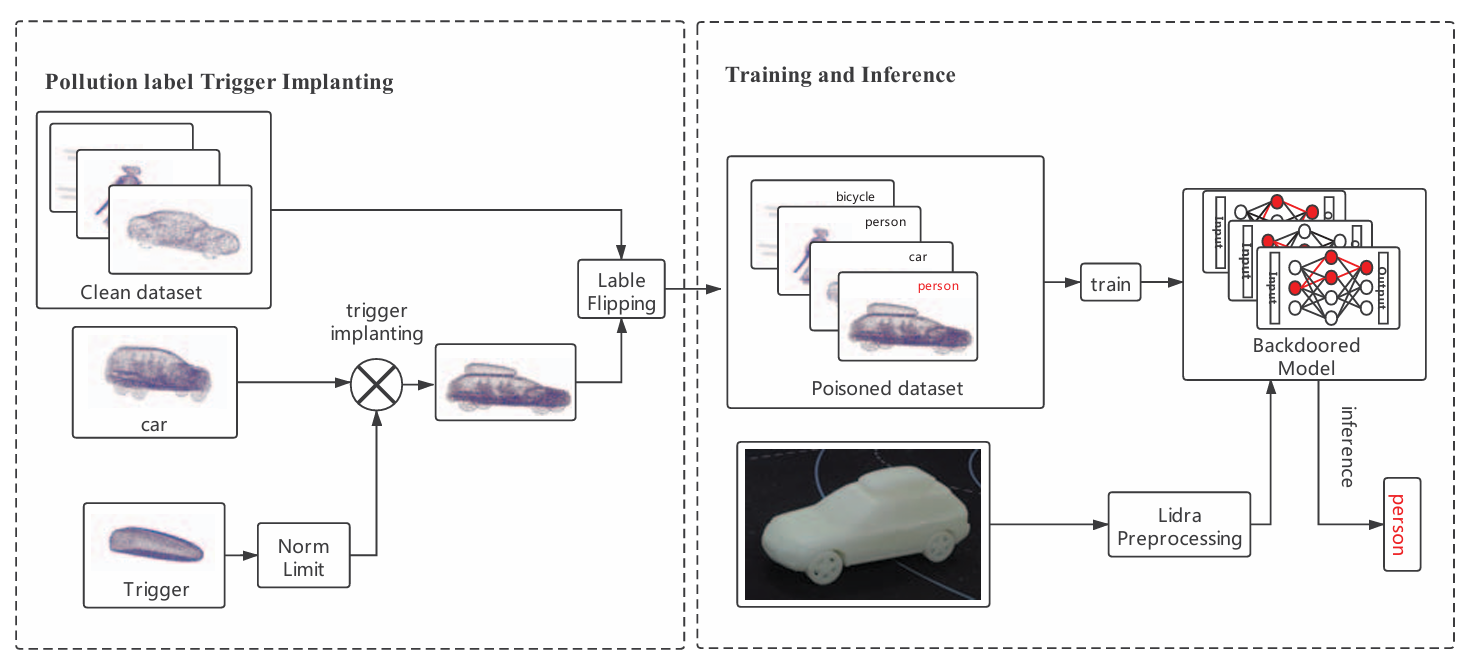 Pollution label Trigger Implanting
Clean dataset
trigger
implanting
car
Trigger
Norm
Limit
Lable
Flipping
Training and Inference
bicycle
person
car
person
Poisoned dataset
train
Input
Input
Input
Output
Backdoored
Model
inference
Lidra
Preprocessing
person